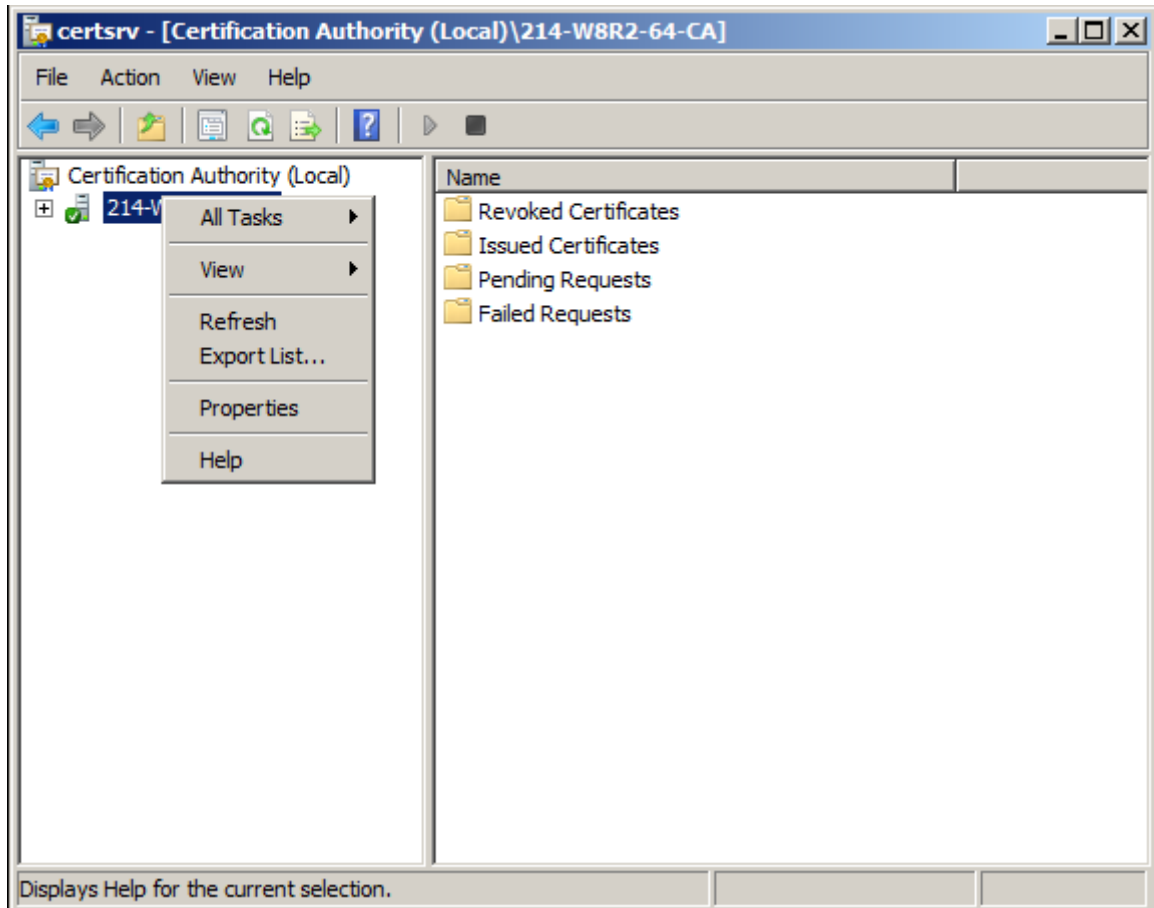 certsrv - [Certification Authority (Local)\214-W8R2-64-CA]
File Action View Help
Certification Authority (Local)
214-W
All Tasks
View
Refresh
Export List...
Properties
Help
Name
Revoked Certificates
Issued Certificates
Pending Requests
Failed Requests
Displays Help for the current selection.